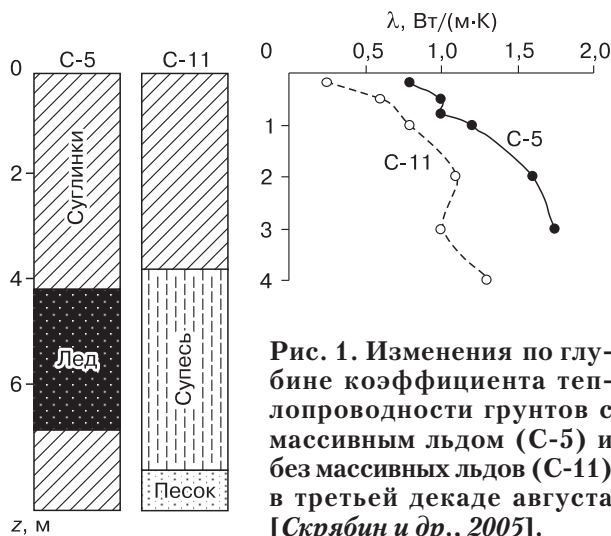 λ, Вт/(м·К)
0 С-5 С-11 0 0,5 1,0 1,5 2,0
Суглинки
1
С-5
С-11
2 2
3
4 4
Лед
Супесь
6
Песок
z, м
Рис. 1. Изменения по глу-
бине коэффициента теп-
лопроводности грунтов с
массивным льдом (С-5) и
без массивных льдов (С-11)
в третьей декаде августа
[Скрябин и др., 2005].